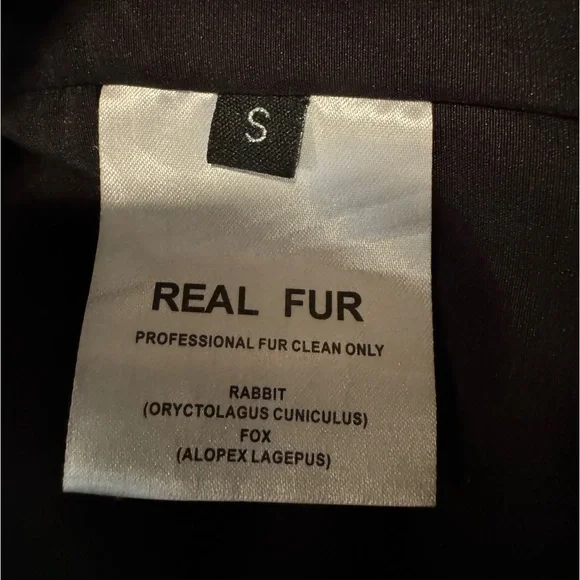 S
REAL FUR
PROFESSIONAL FUR CLEAN ONLY
RABBIT
(ORYCTOLAGUS CUNICULUS)
FOX
(ALOPEX LAGEPUS)